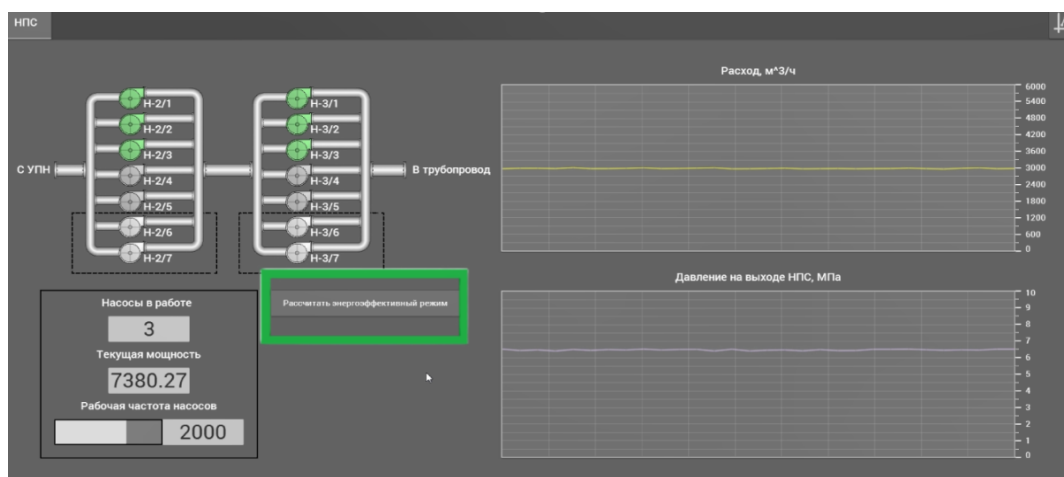 НПС
Расход, м^3/ч
6000
5400
4800
4200
3600
3000
2400
1800
1200
600
0
С УПН
Н-2/1
Н-2/2
Н-2/3
Н-2/4
Н-2/5
Н-2/6
Н-2/7
Н-3/1
Н-3/2
Н-3/3
Н-3/4
Н-3/5
Н-3/6
Н-3/7
В трубопровод
Насосы в работе
3
Текущая мощность
7380.27
Рабочая частота насосов
2000
Рассчитать энергоэффективный режим
Давление на выходе НПС, МПа
10
9
8
7
6
5
4
3
2
1
0